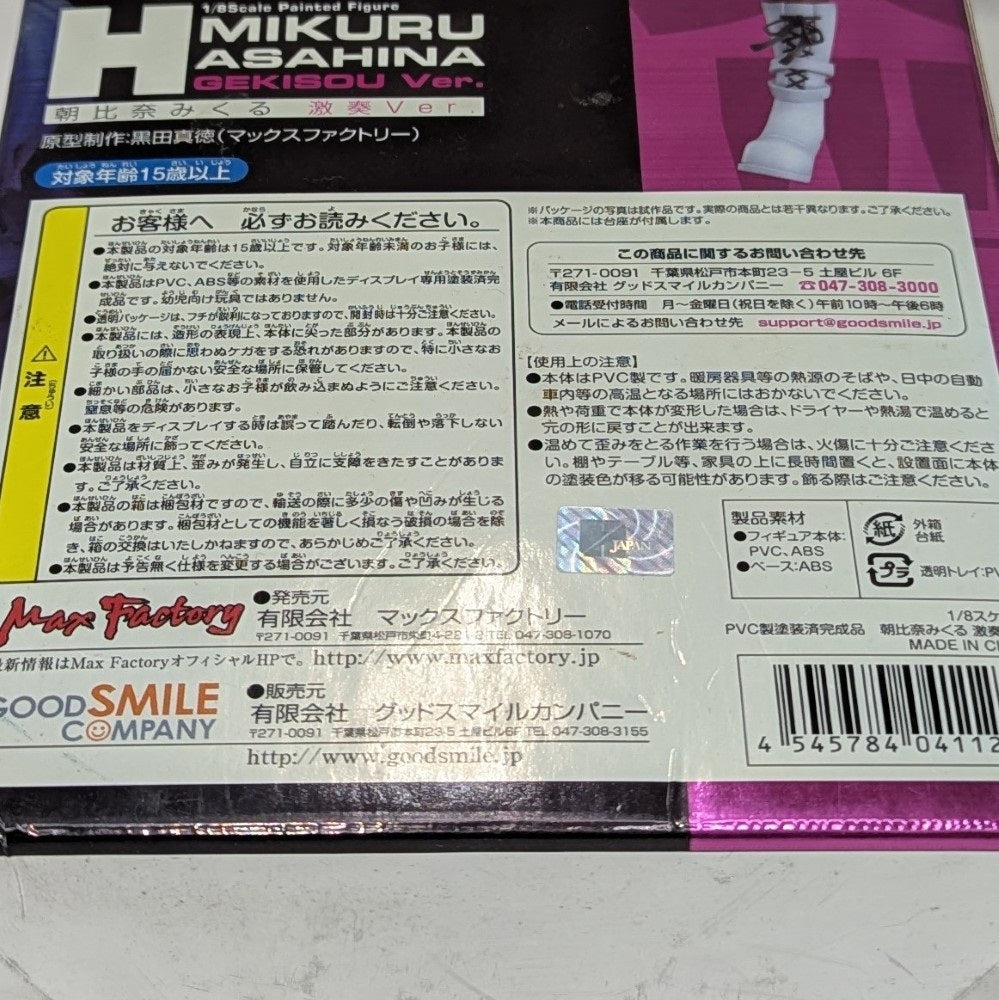 1/8Scale Painted Figure
H MIKURU
ASAHINA
GEKISOU Ver.
朝比奈みくる 激奏Ver.
原型制作:黒田真徳(マックスファクトリー)
対象年齢15歳以上
お客様へ 必ずお読みください。
●本製品の対象年齢は15歳以上です。対象年齢未満のお子様には、
絶対に与えないでください。
●本製品はPVC、ABS等の素材を使用したディスプレイ専用塗装済完
成品です。幼児向け玩具ではありません。
●透明パッケージは、フチが鋭利になっておりますので、開封時は十分ご注意ください。
●本製品には、造形の表現上、本体に尖った部分があります。本製品の
取り扱いの際に思わぬケガをする恐れがありますので、特に小さなお
子様の手の届かない安全な場所に保管してください。
●細かい部品は、小さなお子様が飲み込まぬようにご注意ください。
窒息等の危険があります。
●本製品をディスプレイする時は誤って踏んだり、転倒や落下しない
安全な場所に飾ってください。
●本製品は材質上、歪みが発生し、自立に支障をきたすことがありま
す。ご了承ください。
●本製品の箱は梱包材ですので、輸送の際に多少の傷や凹みが生じる
場合があります。梱包材としての機能を著しく損なう破損の場合を除
き、箱の交換はいたしかねますので、あらかじめご了承ください。
●本製品は予告無く仕様を変更する場合がございます。ご了承ください。
注意
※パッケージの写真は試作品です。実際の商品とは若干異なります。ご了承ください。
※本商品には台座が付属します。
この商品に関するお問い合わせ先
〒271-0091 千葉県松戸市本町23-5 土屋ビル 6F
有限会社 グッドスマイルカンパニー ☎047-308-3000
●電話受付時間 月〜金曜日(祝日を除く)午前10時〜午後6時
メールによるお問い合わせ先 support@goodsmile.jp
【使用上の注意】
●本体はPVC製です。暖房器具等の熱源のそばや、日中の自動
車内等の高温となる場所にはおかないでください。
●熱や荷重で本体が変形した場合は、ドライヤーや熱湯で温めると
元の形に戻すことが出来ます。
●温めて歪みをとる作業を行う場合は、火傷に十分ご注意くださ
い。棚やテーブル等、家具の上に長時間置くと、設置面に本体
の塗装色が移る可能性があります。飾る際はご注意ください。
JAPAN
製品素材
●フィギュア本体:
PVC、ABS
●ベース:ABS
紙 外箱
台紙
プラ 透明トレイ:PV
1/8スケ
PVC製塗装済完成品 朝比奈みくる 激奏
MADE IN C
4 545784 04112
Max Factory
●発売元
有限会社 マックスファクトリー
〒271-0091 TEL 047-308-1070
最新情報はMax FactoryオフィシャルHPで。 http://www.maxfactory.jp
GOOD SMILE
COMPANY
●販売元
有限会社 グッドスマイルカンパニー
〒271-0091 千葉県松戸市本町23-5 土屋ビル6F TEL 047-308-3155
http://www.goodsmile.jp